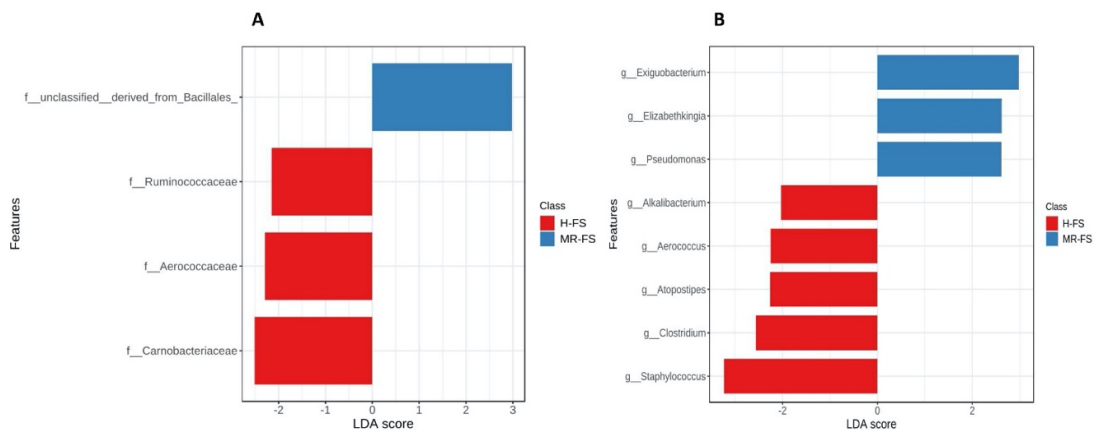 A
f__unclassified__derived_from_Bacillales_
f__Ruminococcaceae
f__Aerococcaceae
f__Carnobacteriaceae
Features
-2 -1 0 1 2 3
LDA score
Class
H-FS
MR-FS
B
g__Exiguobacterium
g__Elizabethkingia
g__Pseudomonas
g__Alkalibacterium
g__Aerococcus
g__Atopostipes
g__Clostridium
g__Staphylococcus
Features
-2 0 2
LDA score
Class
H-FS
MR-FS